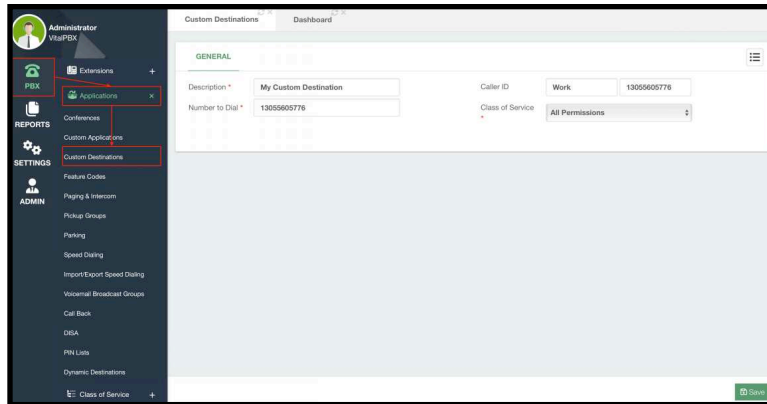 Administrator
VitalPBX
PBX
REPORTS
SETTINGS
ADMIN
Extensions +
Applications ×
Conferences
Custom Applications
Custom Destinations
Feature Codes
Paging & Intercom
Pickup Groups
Parking
Speed Dialing
Import/Export Speed Dialing
Voicemail Broadcast Groups
Call Back
DISA
PIN Lists
Dynamic Destinations
Class of Service +
Custom Destinations
Dashboard
GENERAL
Description * My Custom Destination
Caller ID Work 13055605776
Number to Dial * 13055605776
Class of Service * All Permissions
Save